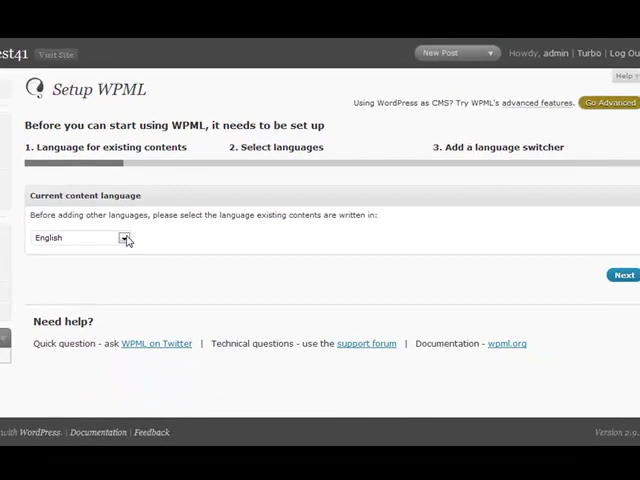 est41 Visit Site New Post Howdy, admin | Turbo | Log Ou
Help
Setup WPML
Using WordPress as CMS? Try WPML's advanced features. Go Advanced
Before you can start using WPML, it needs to be set up
1. Language for existing contents 2. Select languages 3. Add a language switcher
Current content language
Before adding other languages, please select the language existing contents are written in:
English
Next
Need help?
Quick question - ask WPML on Twitter | Technical questions - use the support forum | Documentation - wpml.org
with WordPress. | Documentation | Feedback Version 2.9.